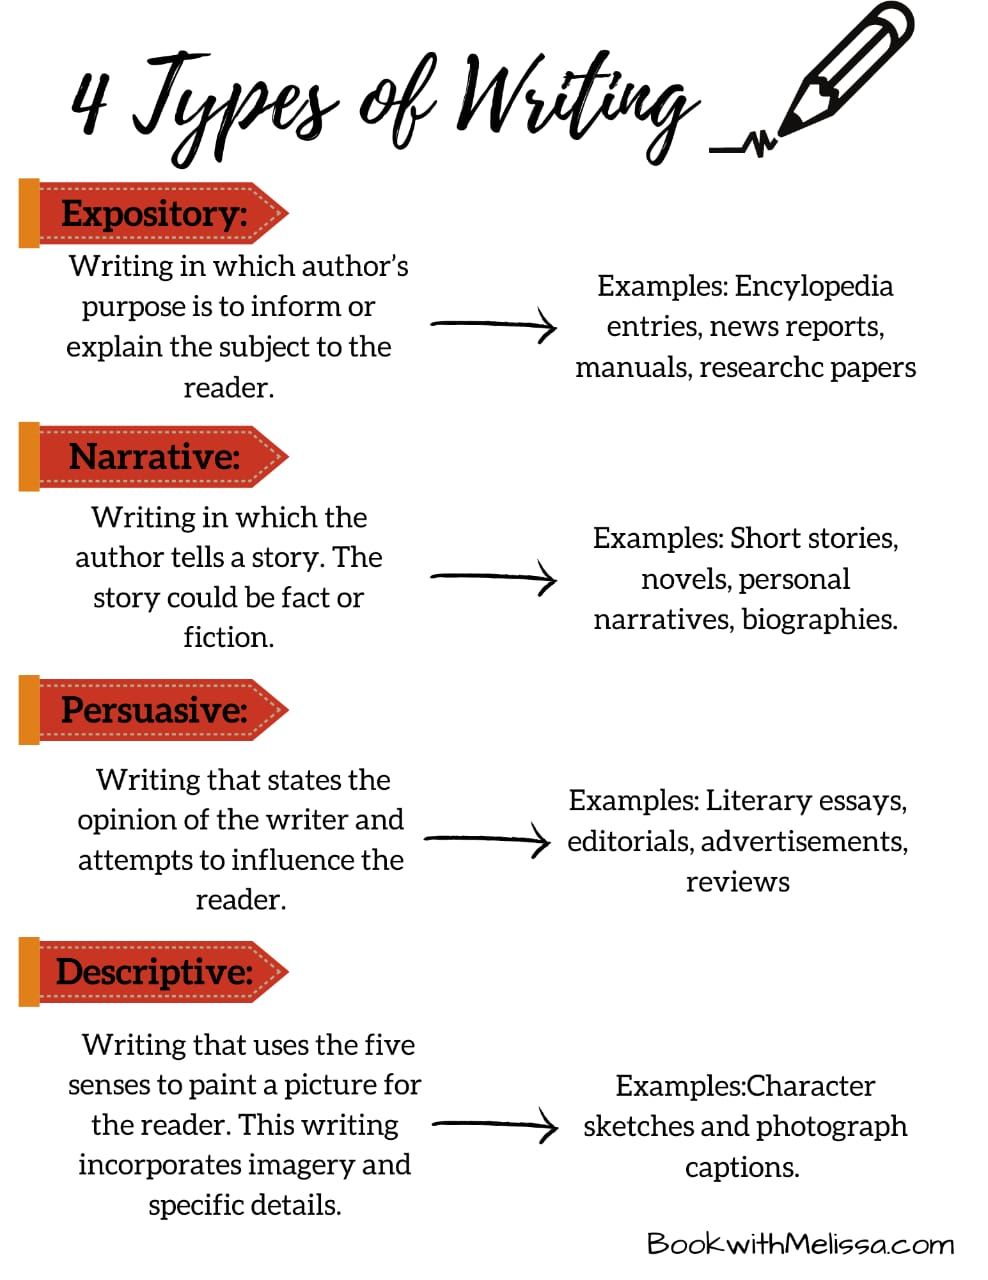 4 Types of Writing
Expository:
Writing in which author's
purpose is to inform or
explain the subject to the
reader.
Examples: Encylopedia
entries, news reports,
manuals, researchc papers
Narrative:
Writing in which the
author tells a story. The
story could be fact or
fiction.
Examples: Short stories,
novels, personal
narratives, biographies.
Persuasive:
Writing that states the
opinion of the writer and
attempts to influence the
reader.
Examples: Literary essays,
editorials, advertisements,
reviews
Descriptive:
Writing that uses the five
senses to paint a picture for
the reader. This writing
incorporates imagery and
specific details.
Examples:Character
sketches and photograph
captions.
BookwithMelissa.com